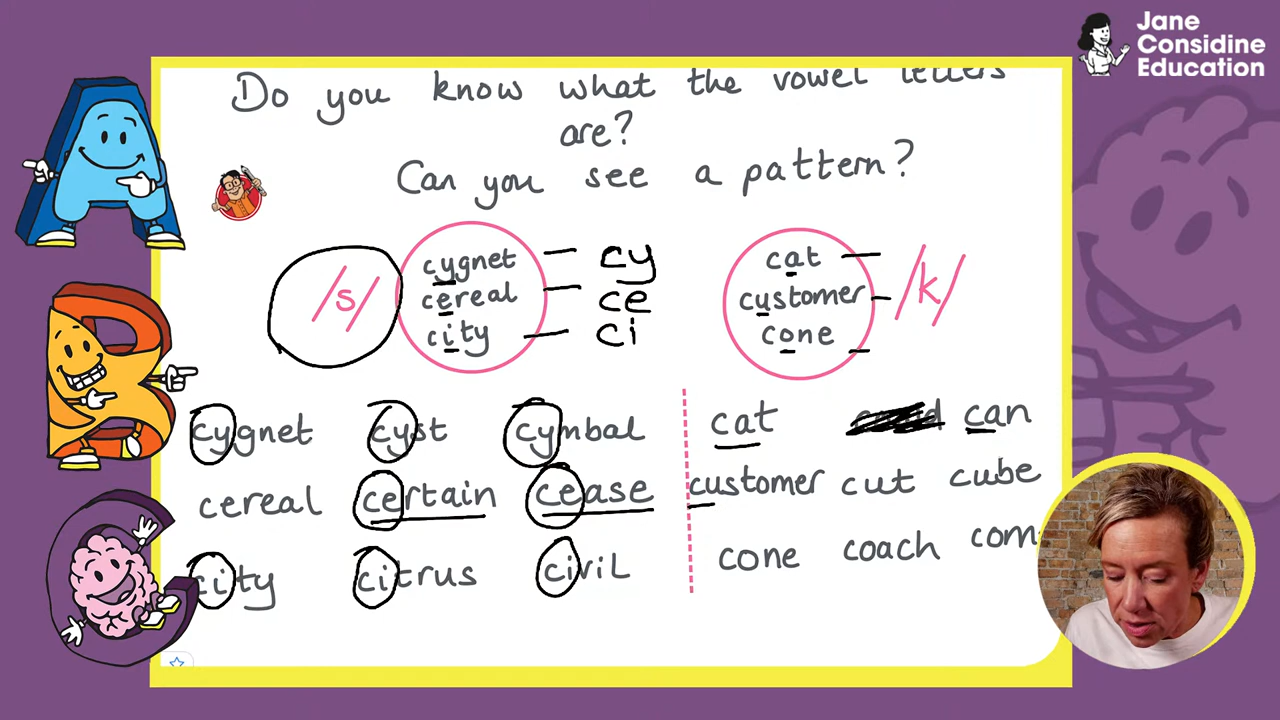 Jane
Considine
Education
Do you know what the vowel letters
are?
Can you see a pattern?
/s/
cygnet
cereal
city
cy
ce
ci
cat
customer
cone
/k/
cygnet cyst cymbal
cereal certain cease
city citrus civil
cat can
customer cut cube
cone coach com